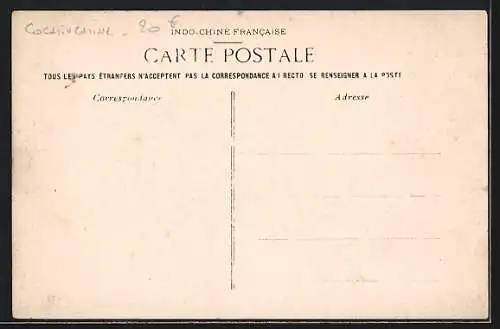 COCHINCHINE - 20 €
INDO-CHINE FRANÇAISE
CARTE POSTALE
TOUS LES PAYS ÉTRANGERS N'ACCEPTENT PAS LA CORRESPONDANCE AU RECTO SE RENSEIGNER A LA POSTE
Correspondance
Adresse